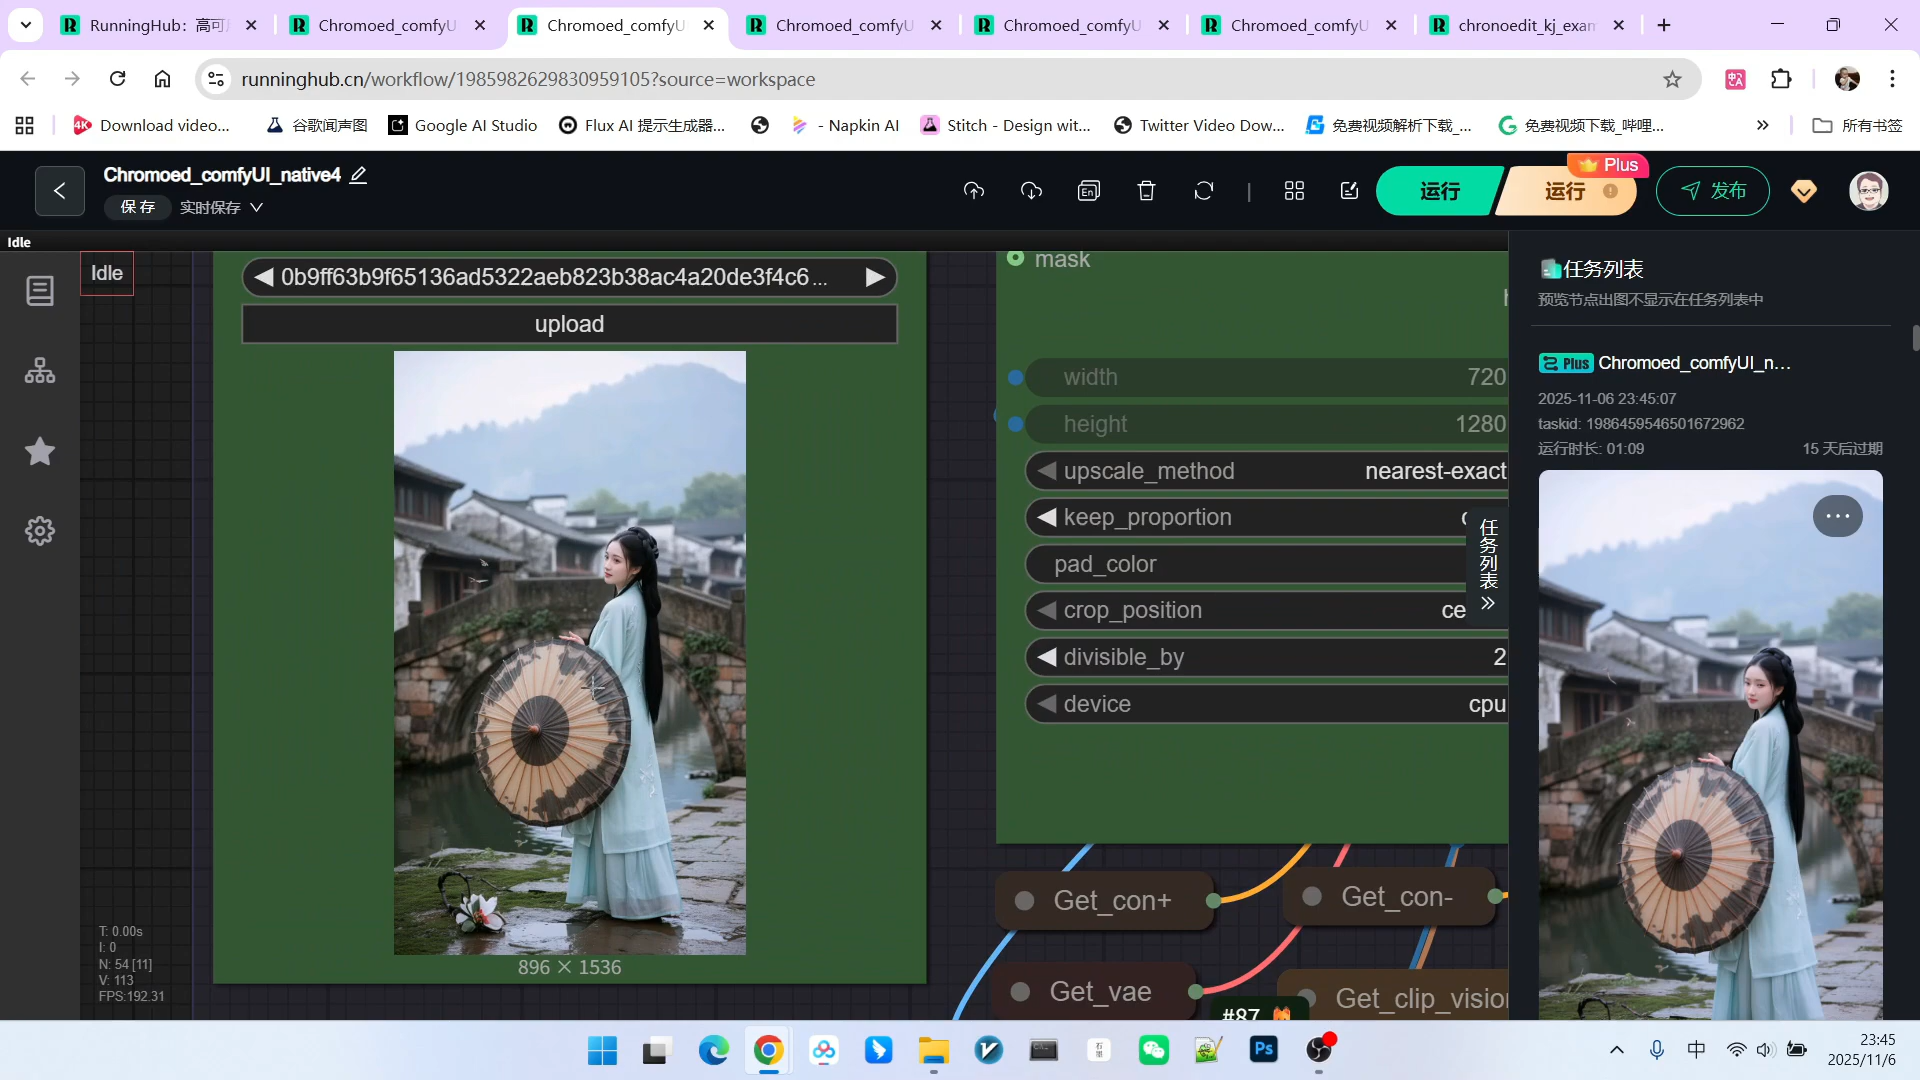 RunningHub: 高可
Chromoed_comfyU
Chromoed_comfyU
Chromoed_comfyU
Chromoed_comfyU
Chromoed_comfyU
chronoedit_kj_exam
runninghub.cn/workflow/1985982629830959105?source=workspace
Download video...
谷歌闻声图
Google AI Studio
Flux AI 提示生成器...
- Napkin AI
Stitch - Design wit...
Twitter Video Dow...
免费视频解析下载_...
免费视频下载_哔哩...
所有书签
Chromoed_comfyUI_native4
保存
实时保存
En
运行
运行
Plus
发布
Idle
Idle
0b9ff63b9f65136ad5322aeb823b38ac4a20de3f4c6...
upload
896 × 1536
mask
width 720
height 1280
upscale_method nearest-exact
keep_proportion
pad_color
crop_position ce
divisible_by 2
device cpu
任务列表
Get_con+
Get_con-
Get_vae
Get_clip_vision
#87
T: 0.00s
I: 0
N: 54 [11]
V: 113
FPS:192.31
任务列表
预览节点出图不显示在任务列表中
Plus Chromoed_comfyUI_n...
2025-11-06 23:45:07
taskid: 1986459546501672962
运行时长: 01:09
15 天后过期
Ps
中
23:45
2025/11/6